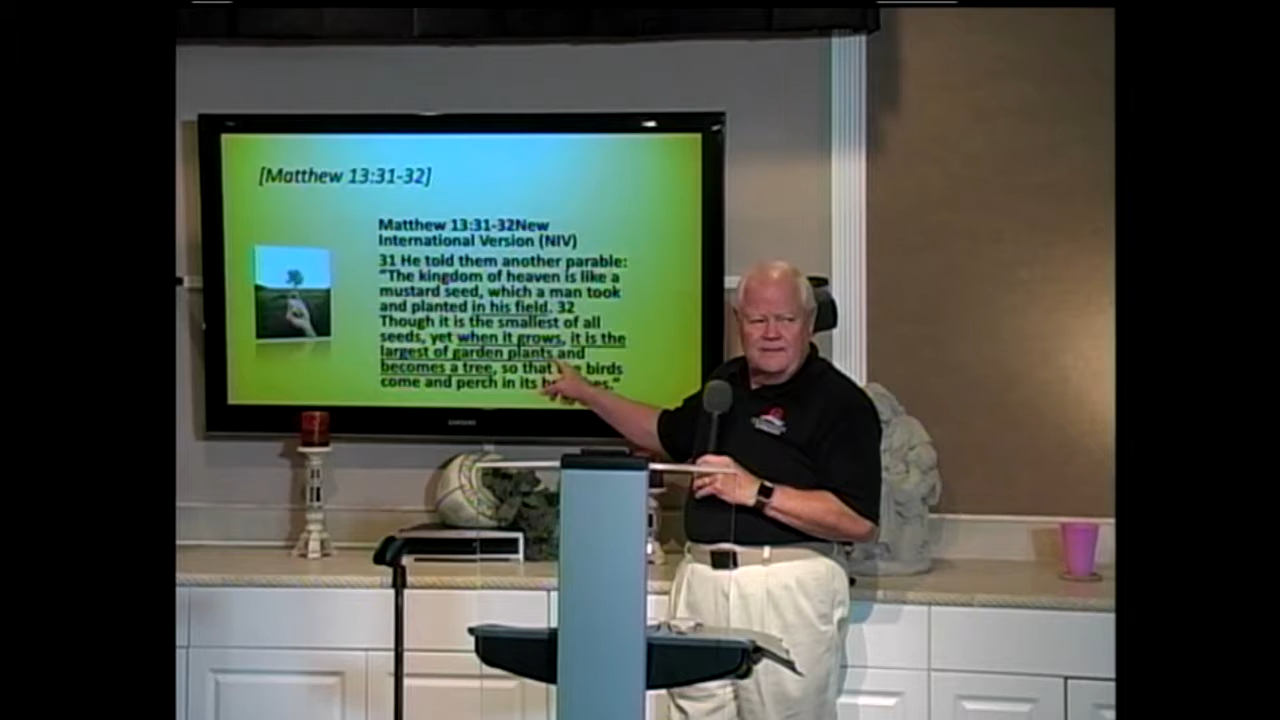 [Matthew 13:31-32]
Matthew 13:31-32New
International Version (NIV)
31 He told them another parable:
“The kingdom of heaven is like a
mustard seed, which a man took
and planted in his field. 32
Though it is the smallest of all
seeds, yet when it grows, it is the
largest of garden plants and
becomes a tree, so that birds
come and perch in its
SAMSUNG